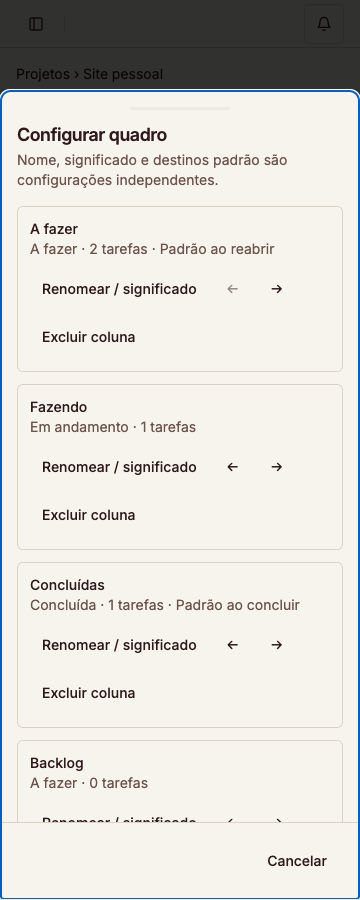 Projetos › Site pessoal
Configurar quadro
Nome, significado e destinos padrão são
configurações independentes.
A fazer
A fazer · 2 tarefas · Padrão ao reabrir
Renomear / significado ← →
Excluir coluna
Fazendo
Em andamento · 1 tarefas
Renomear / significado ← →
Excluir coluna
Concluídas
Concluída · 1 tarefas · Padrão ao concluir
Renomear / significado ← →
Excluir coluna
Backlog
A fazer · 0 tarefas
Renomear / significado
Cancelar